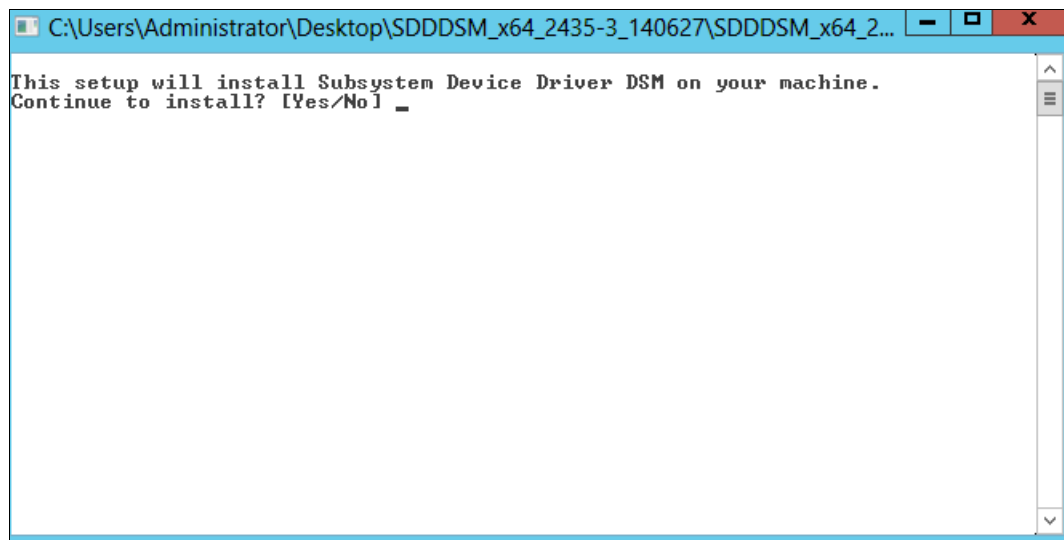 C:\Users\Administrator\Desktop\SDDDSM_x64_2435-3_140627\SDDDSM_x64_2...
This setup will install Subsystem Device Driver DSM on your machine.
Continue to install? [Yes/No] _